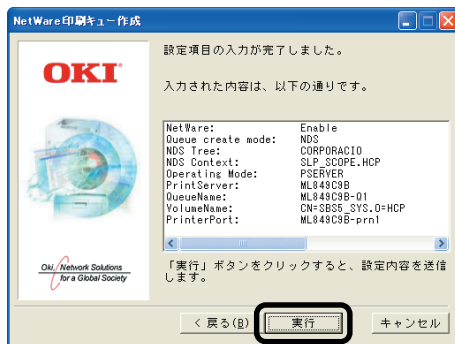 NetWare印刷キュー作成
OKI
設定項目の入力が完了しました。
入力された内容は、以下の通りです。
NetWare: Enable
Queue create mode: NDS
NDS Tree: CORPORACIO
NDS Context: SLP_SCOPE.HCP
Operating Mode: PSERVER
PrintServer: ML849C9B
QueueName: ML849C9B-Q1
VolumeName: CN=SBS5_SYS.O=HCP
PrinterPort: ML849C9B-prn1
Oki, Network Solutions
for a Global Society
「実行」ボタンをクリックすると、設定内容を送信
します。
< 戻る(B)
実行
キャンセル